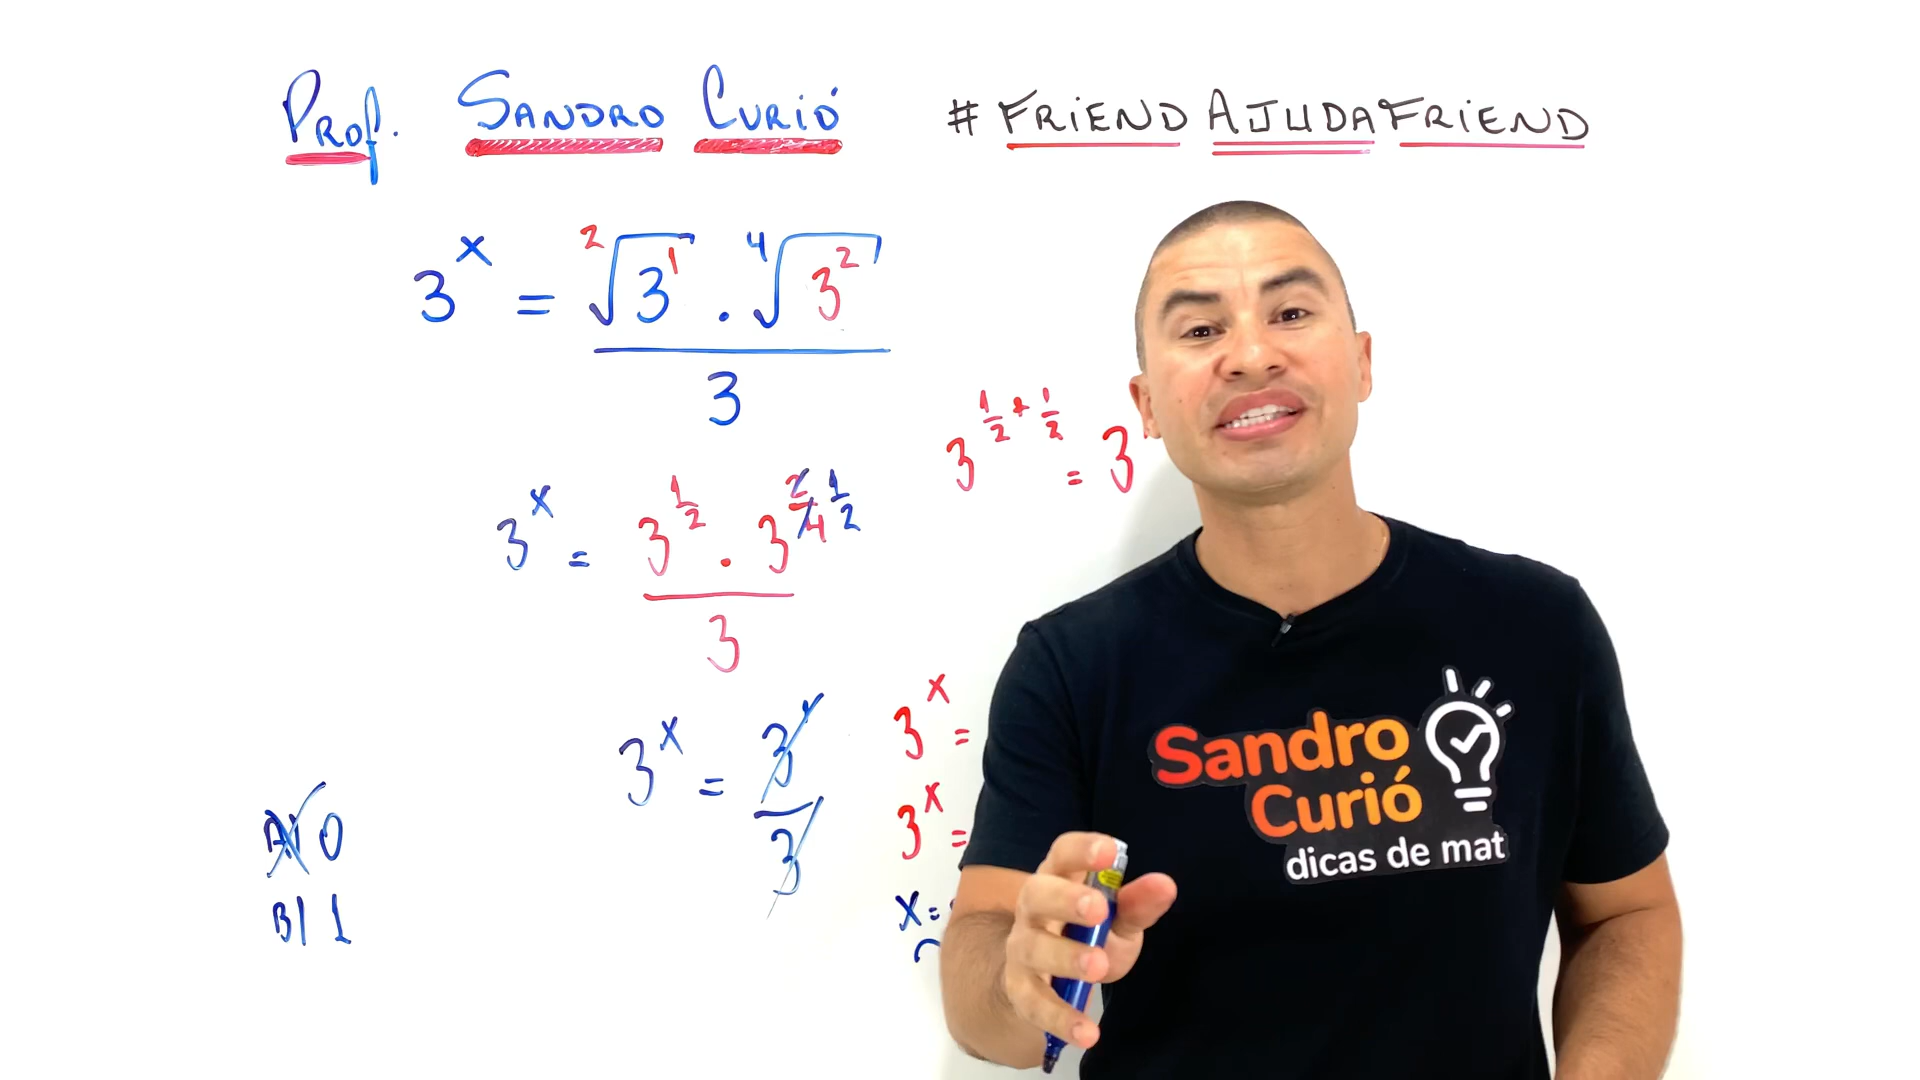 Prof. Sandro Curió #FriendAjudaFriend
3^x = ²√3¹ . ⁴√3²
3
3^(1/2 + 1/2) = 3
3^x = 3^(1/2) . 3^(2/4) ^(1/2)
3
3^x = 3¹
3
3^x =
3^x =
x =
A) 0
B) 1
Sandro
Curió
dicas de mat